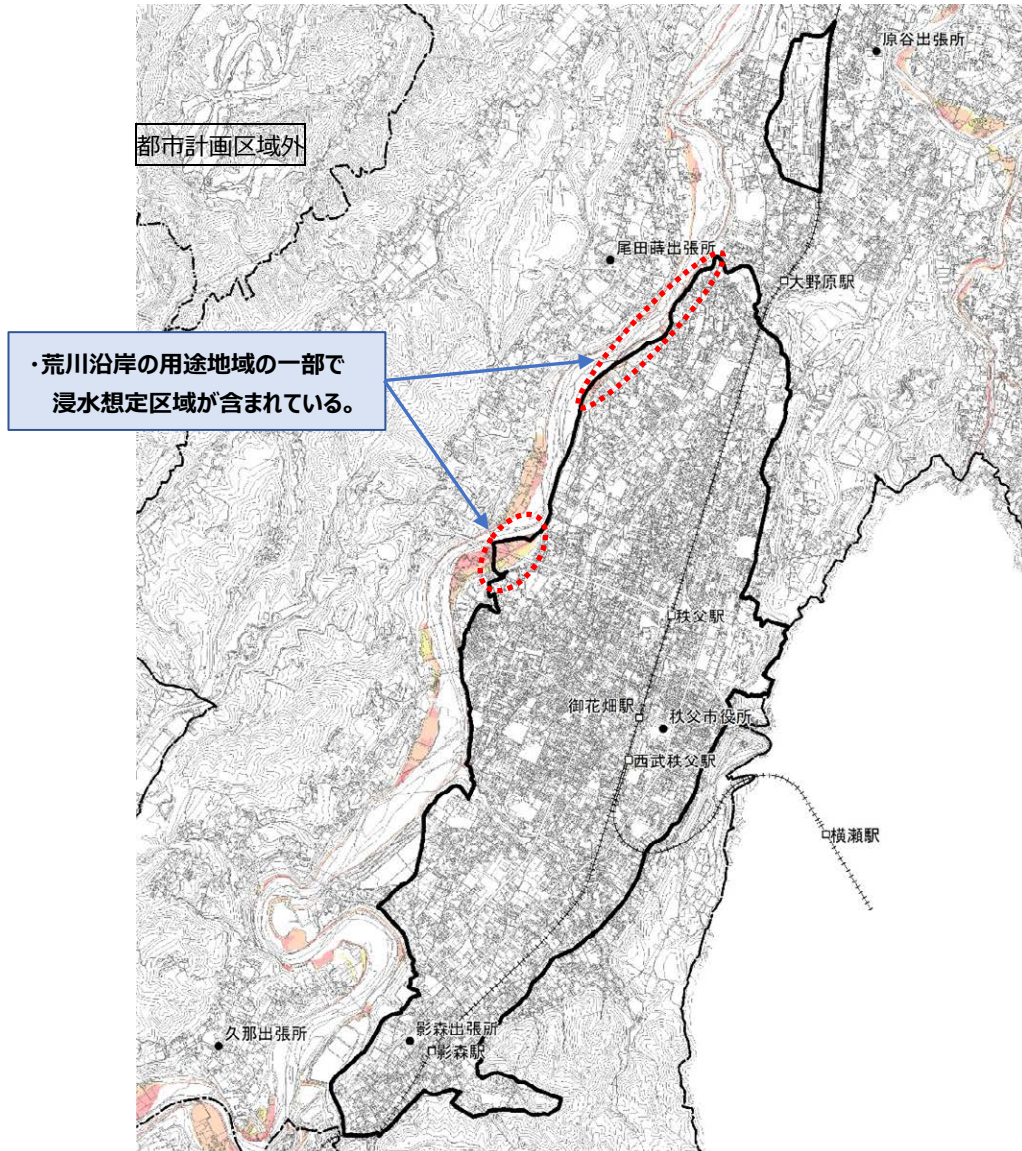 原谷出張所
都市計画区域外
尾田蒔出張所
大野原駅
・荒川沿岸の用途地域の一部で
浸水想定区域が含まれている。
秩父駅
御花畑駅
秩父市役所
西武秩父駅
横瀬駅
久那出張所
影森出張所
影森駅